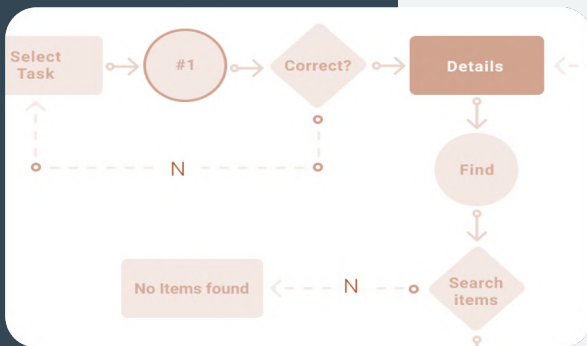 Select
Task
#1
Correct?
Details
N
Find
No Items found
N
Search
items